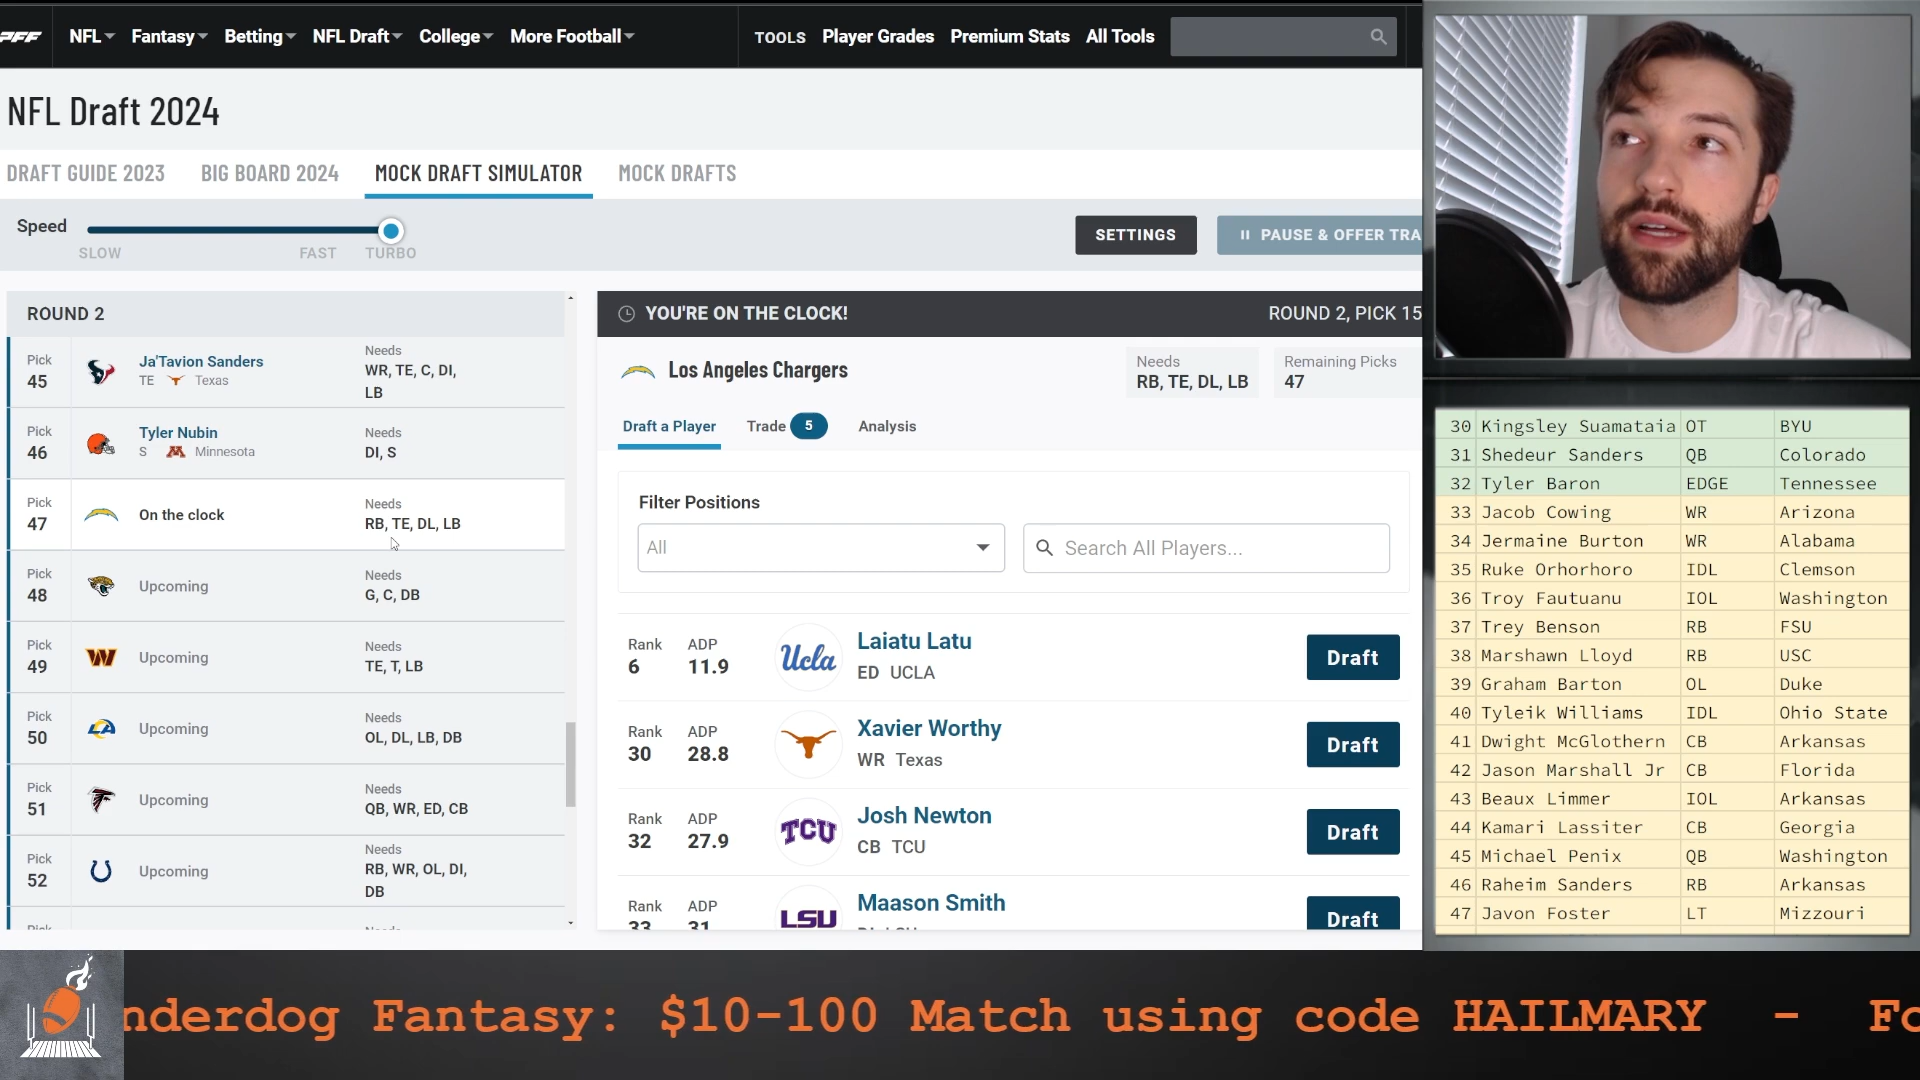 PFF NFL Fantasy Betting NFL Draft College More Football TOOLS Player Grades Premium Stats All Tools
NFL Draft 2024
DRAFT GUIDE 2023 BIG BOARD 2024 MOCK DRAFT SIMULATOR MOCK DRAFTS
Speed
SLOW FAST TURBO
SETTINGS PAUSE & OFFER TRA
ROUND 2
Pick 45 Ja'Tavion Sanders Needs
TE Texas WR, TE, C, DI,
LB
Pick 46 Tyler Nubin Needs
S Minnesota DI, S
Pick 47 On the clock Needs
RB, TE, DL, LB
Pick 48 Upcoming Needs
G, C, DB
Pick 49 Upcoming Needs
TE, T, LB
Pick 50 Upcoming Needs
OL, DL, LB, DB
Pick 51 Upcoming Needs
QB, WR, ED, CB
Pick 52 Upcoming Needs
RB, WR, OL, DI,
DB
YOU'RE ON THE CLOCK! ROUND 2, PICK 15
Los Angeles Chargers
Needs
RB, TE, DL, LB
Remaining Picks
47
Draft a Player Trade 5 Analysis
Filter Positions
All Search All Players...
Rank ADP Laiatu Latu
6 11.9 Ucla ED UCLA Draft
Rank ADP Xavier Worthy
30 28.8 WR Texas Draft
Rank ADP Josh Newton
32 27.9 TCU CB TCU Draft
Rank ADP Maason Smith
33 31 LSU Draft
30 Kingsley Suamataia OT BYU
31 Shedeur Sanders QB Colorado
32 Tyler Baron EDGE Tennessee
33 Jacob Cowing WR Arizona
34 Jermaine Burton WR Alabama
35 Ruke Orhorhoro IDL Clemson
36 Troy Fautuanu IOL Washington
37 Trey Benson RB FSU
38 Marshawn Lloyd RB USC
39 Graham Barton OL Duke
40 Tyleik Williams IDL Ohio State
41 Dwight McGlothern CB Arkansas
42 Jason Marshall Jr CB Florida
43 Beaux Limmer IOL Arkansas
44 Kamari Lassiter CB Georgia
45 Michael Penix QB Washington
46 Raheim Sanders RB Arkansas
47 Javon Foster LT Mizzouri
nderdog Fantasy: $10-100 Match using code HAILMARY - Fo